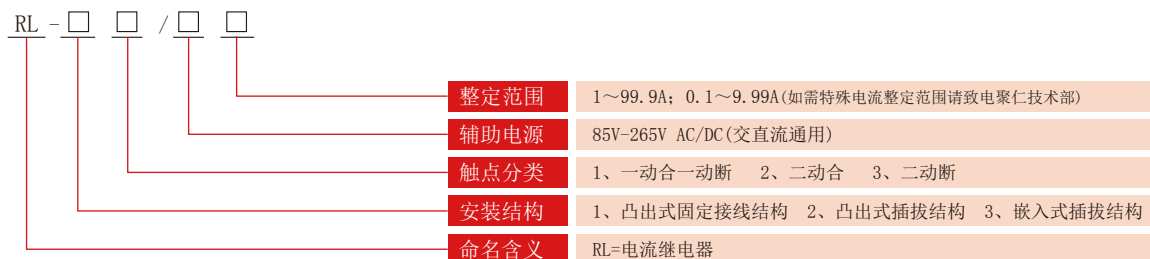 RL-□ □ /□ □
整定范围 1～99.9A; 0.1～9.99A(如需特殊电流整定范围请致电聚仁技术部)
辅助电源 85V-265V AC/DC(交直流通用)
触点分类 1、一动合一动断 2、二动合 3、二动断
安装结构 1、凸出式固定接线结构 2、凸出式插拔结构 3、嵌入式插拔结构
命名含义 RL=电流继电器